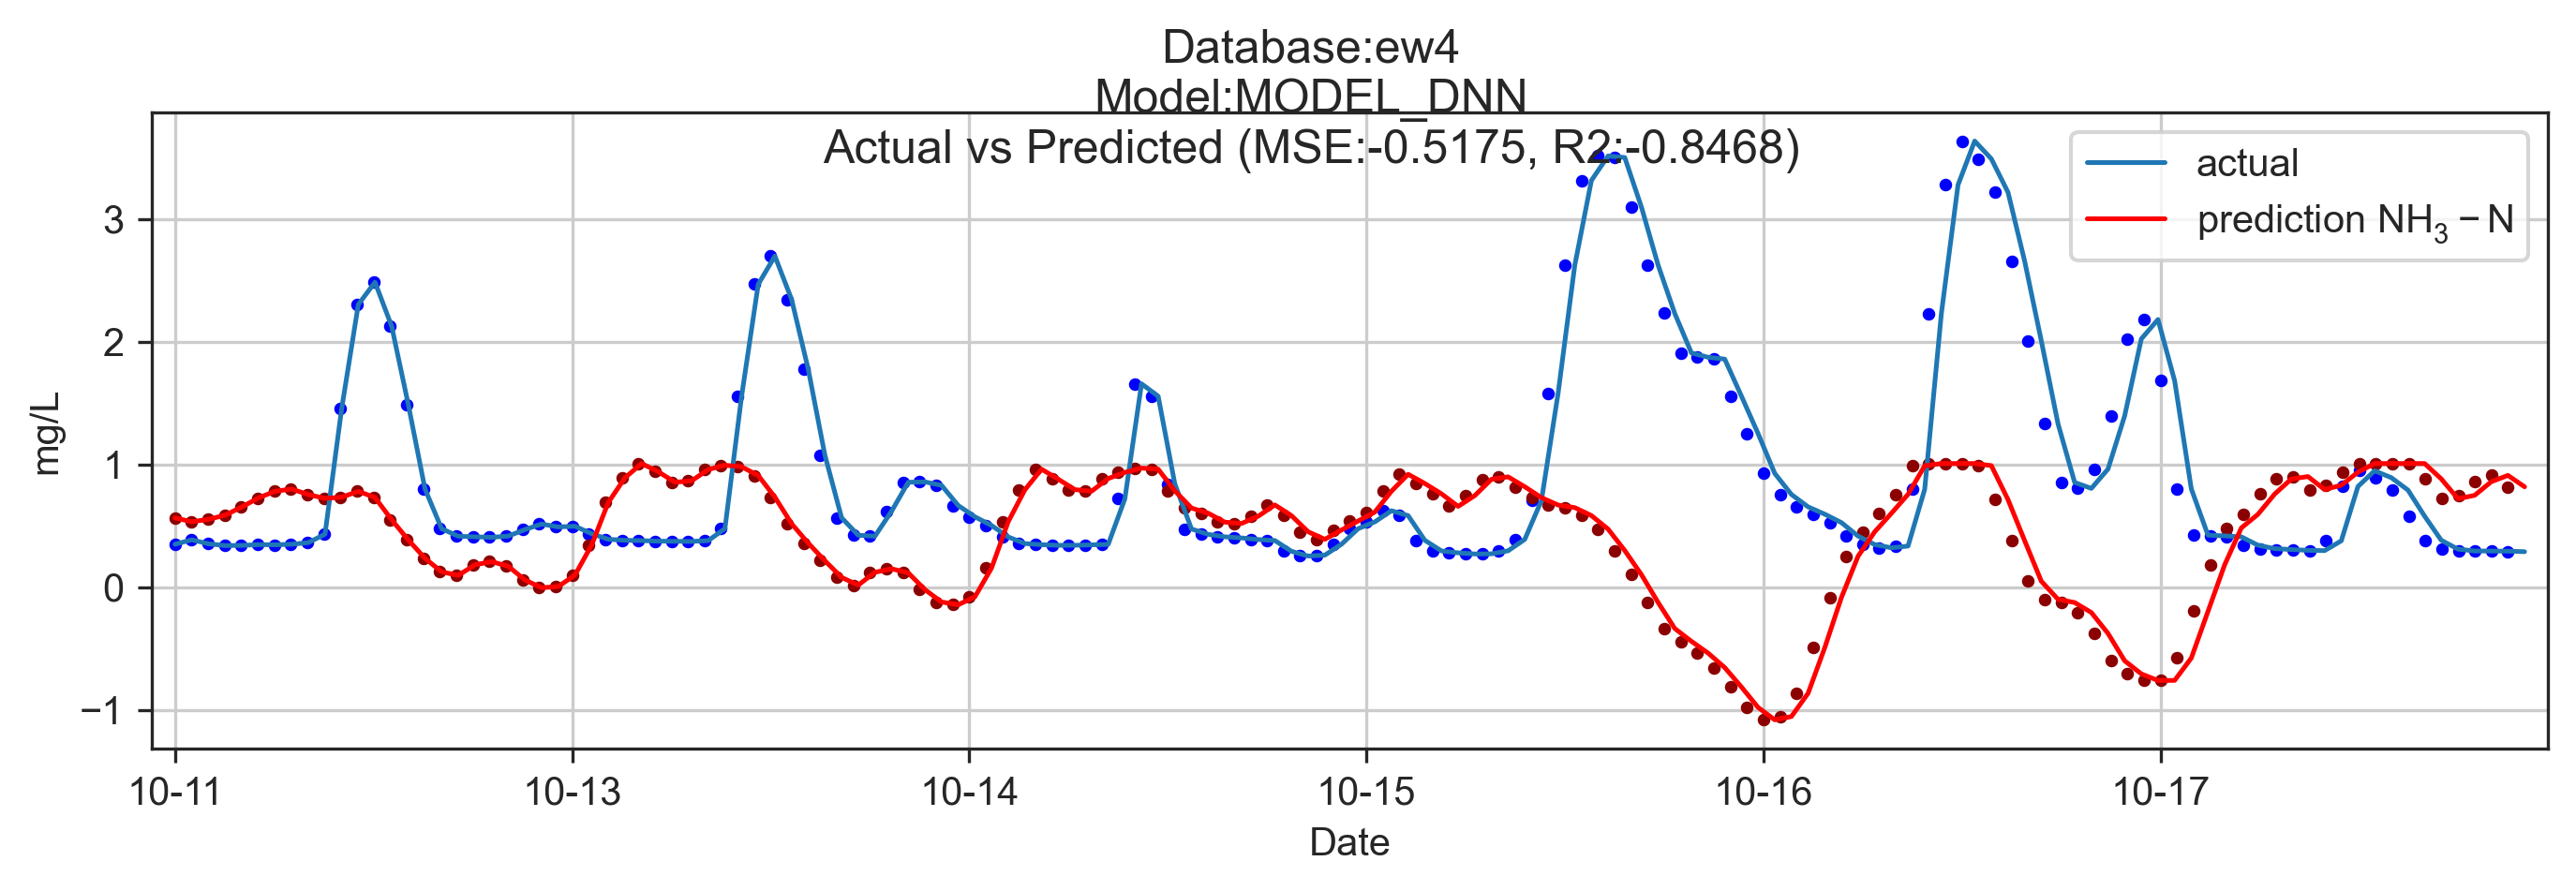 Database:ew4
Model:MODEL_DNN
Actual vs Predicted (MSE:-0.5175, R2:-0.8468)
actual
prediction NH₃ − N
mg/L
3
2
1
0
−1
10-11
10-13
10-14
10-15
10-16
10-17
Date